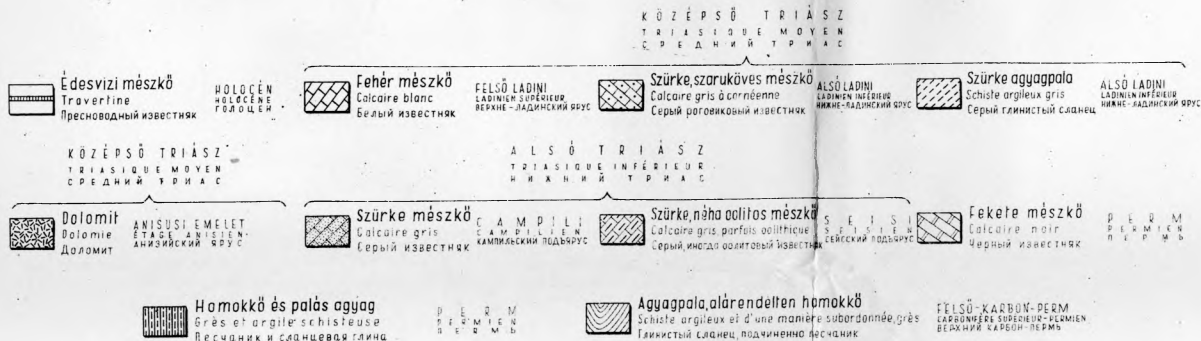 KÖZÉPSŐ TRIÁSZ
TRIASIQUE MOYEN
СРЕДНИЙ ТРИАС
Édesvizi mészkő
Travertine
Пресноводный известняк
HOLOCÉN
HOLOCÈNE
ГОЛОЦЕН
Fehér mészkő
Calcaire blanc
Белый известняк
FELSŐ LADINI
LADINIEN SUPÉRIEUR
ВЕРХНЕ-ЛАДИНСКИЙ ЯРУС
Szürke, szaruköves mészkő
Calcaire gris à cornéenne
Серый роговиковый известняк
ALSÓ LADINI
LADINIEN INFÉRIEUR
НИЖНЕ-ЛАДИНСКИЙ ЯРУС
Szürke agyagpala
Schiste argileux gris
Серый глинистый сланец
ALSÓ LADINI
LADINIEN INFÉRIEUR
НИЖНЕ-ЛАДИНСКИЙ ЯРУС
KÖZÉPSŐ TRIÁSZ
TRIASIQUE MOYEN
СРЕДНИЙ ТРИАС
ALSÓ TRIÁSZ
TRIASIQUE INFÉRIEUR
НИЖНИЙ ТРИАС
Dolomit
Dolomie
Доломит
ANISUSI EMELET
ÉTAGE ANISIEN-
АНИЗИЙСКИЙ ЯРУС
Szürke mészkő
Calcaire gris
Серый известняк
CAMPILI
CAMPILIEN
КАМПИЛЬСКИЙ ПОДЪЯРУС
Szürke, néha oolitos mészkő
Calcaire gris, parfois oolithique
Серый, иногда оолитовый известняк
SEISI
SEISIEN
СЕЙССКИЙ ПОДЪЯРУС
Fekete mészkő
Calcaire noir
Черный известняк
PERM
PERMIEN
ПЕРМЬ
Homokkő és palás agyag
Grès et argile schisteuse
Песчаник и сланцевая глина
PERM
PERMIEN
ПЕРМЬ
Agyagpala, alárendelten homokkő
Schiste argileux et d'une manière subordonnée, grès
Глинистый сланец, подчиненно песчаник
FELSŐ-KARBON-PERM
CARBONIFÈRE SUPÉRIEUR-PERMIEN
ВЕРХНИЙ КАРБОН-ПЕРМЬ